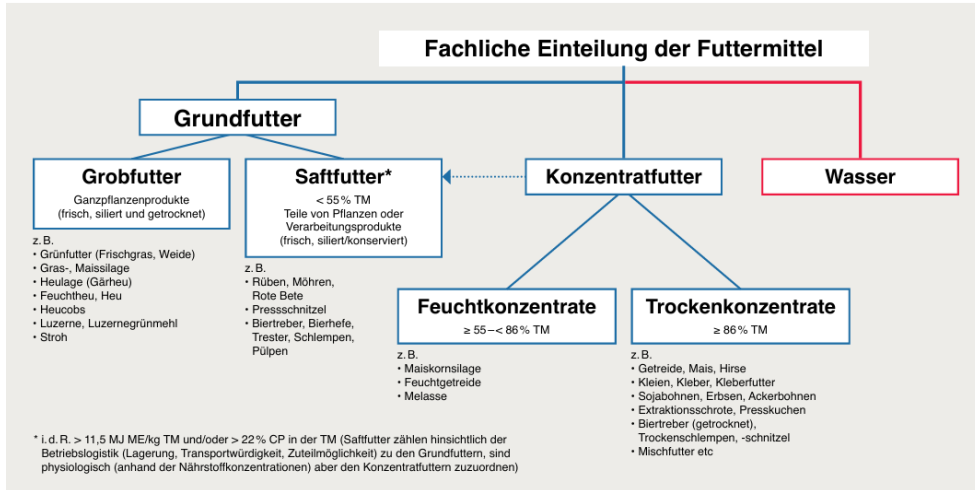 Fachliche Einteilung der Futtermittel
Grundfutter
Grobfutter
Ganzpflanzenprodukte
(frisch, siliert und getrocknet)
z. B.
• Grünfutter (Frischgras, Weide)
• Gras-, Maissilage
• Heulage (Gärheu)
• Feuchtheu, Heu
• Heucobs
• Luzerne, Luzernegrünmehl
• Stroh
Saftfutter*
< 55 % TM
Teile von Pflanzen oder
Verarbeitungsprodukte
(frisch, siliert/konserviert)
z. B.
• Rüben, Möhren,
Rote Bete
• Pressschnitzel
• Biertreber, Bierhefe,
Trester, Schlempen,
Pülpen
Konzentratfutter
Wasser
Feuchtkonzentrate
≥ 55 – < 86 % TM
z. B.
• Maiskornsilage
• Feuchtgetreide
• Melasse
Trockenkonzentrate
≥ 86 % TM
z. B.
• Getreide, Mais, Hirse
• Kleien, Kleber, Kleberfutter
• Sojabohnen, Erbsen, Ackerbohnen
• Extraktionsschrote, Presskuchen
• Biertreber (getrocknet),
Trockenschlempen, -schnitzel
• Mischfutter etc
* i. d. R. > 11,5 MJ ME/kg TM und/oder > 22 % CP in der TM (Saftfutter zählen hinsichtlich der
Betriebslogistik (Lagerung, Transportwürdigkeit, Zuteilmöglichkeit) zu den Grundfuttern, sind
physiologisch (anhand der Nährstoffkonzentrationen) aber den Konzentratfuttern zuzuordnen)